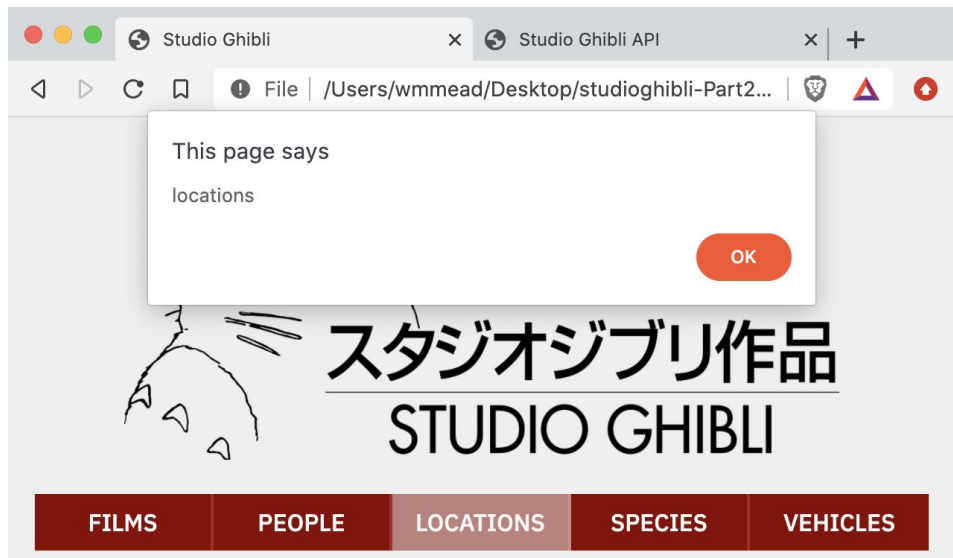 Studio Ghibli
Studio Ghibli API
File /Users/wmmead/Desktop/studioghibli-Part2...
This page says
locations
OK
スタジオジブリ作品
STUDIO GHIBLI
FILMS PEOPLE LOCATIONS SPECIES VEHICLES